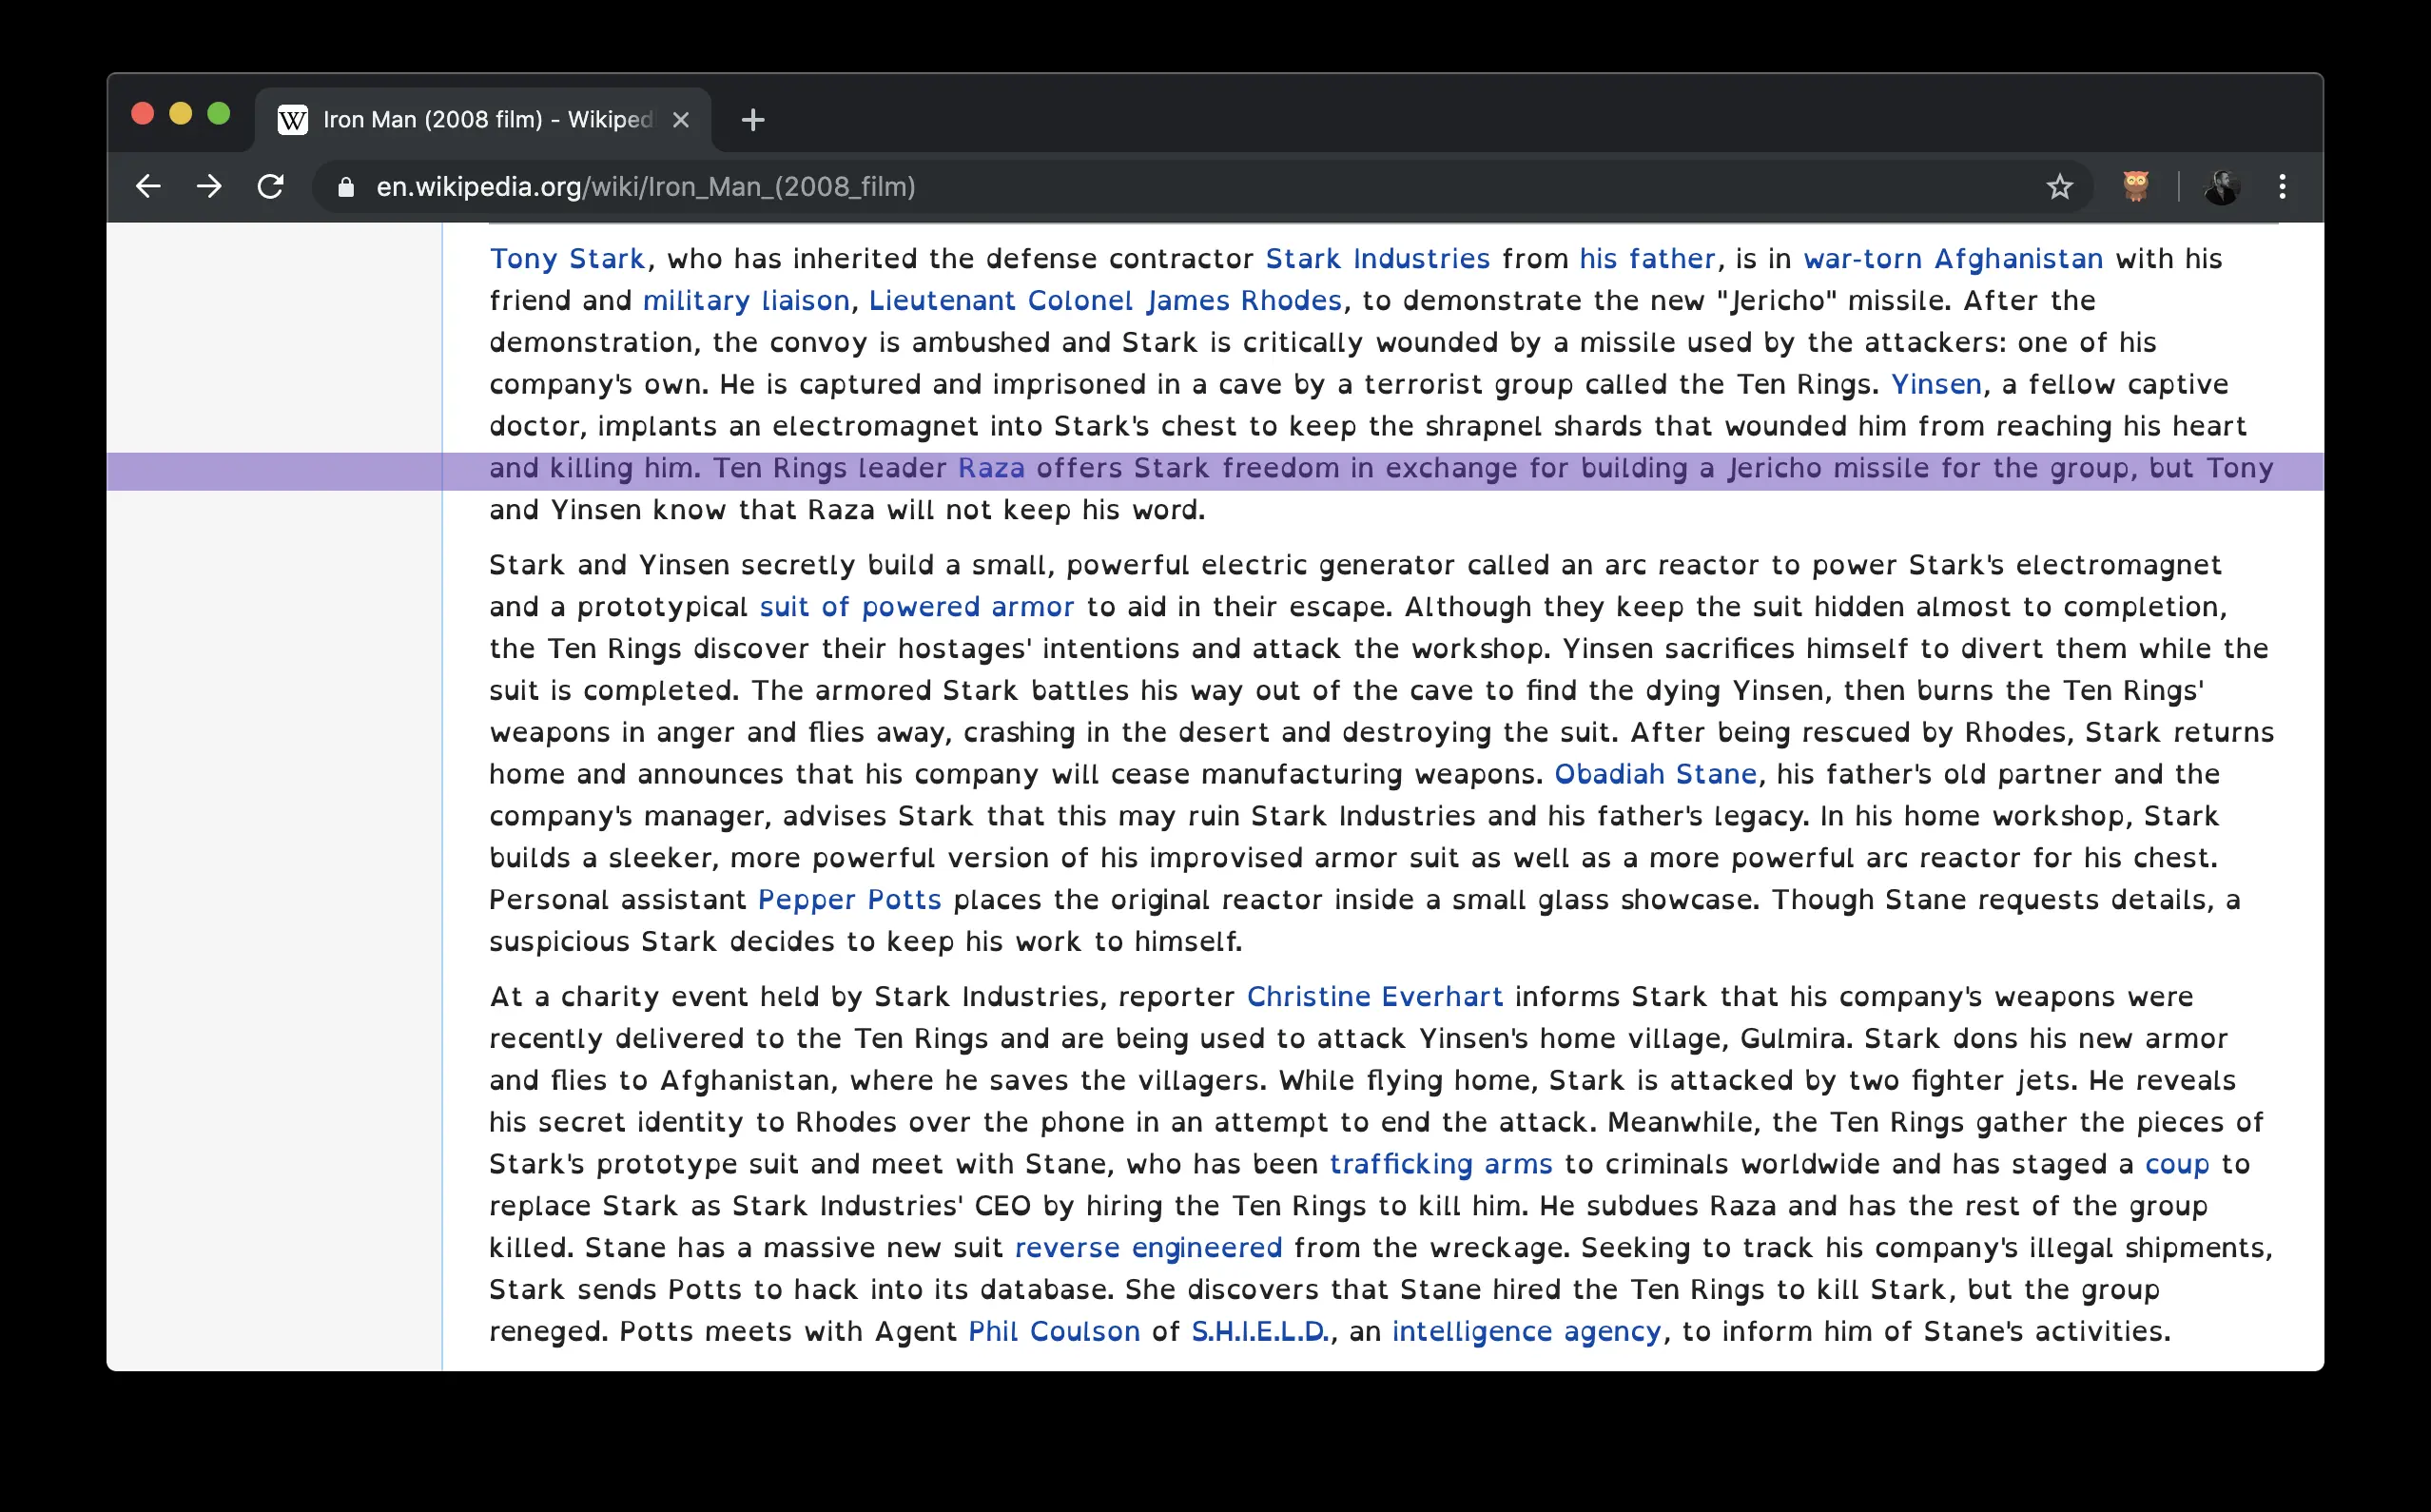 Iron Man (2008 film) - Wikiped
en.wikipedia.org/wiki/Iron_Man_(2008_film)
Tony Stark, who has inherited the defense contractor Stark Industries from his father, is in war-torn Afghanistan with his
friend and military liaison, Lieutenant Colonel James Rhodes, to demonstrate the new "Jericho" missile. After the
demonstration, the convoy is ambushed and Stark is critically wounded by a missile used by the attackers: one of his
company's own. He is captured and imprisoned in a cave by a terrorist group called the Ten Rings. Yinsen, a fellow captive
doctor, implants an electromagnet into Stark's chest to keep the shrapnel shards that wounded him from reaching his heart
and killing him. Ten Rings leader Raza offers Stark freedom in exchange for building a Jericho missile for the group, but Tony
and Yinsen know that Raza will not keep his word.
Stark and Yinsen secretly build a small, powerful electric generator called an arc reactor to power Stark's electromagnet
and a prototypical suit of powered armor to aid in their escape. Although they keep the suit hidden almost to completion,
the Ten Rings discover their hostages' intentions and attack the workshop. Yinsen sacrifices himself to divert them while the
suit is completed. The armored Stark battles his way out of the cave to find the dying Yinsen, then burns the Ten Rings'
weapons in anger and flies away, crashing in the desert and destroying the suit. After being rescued by Rhodes, Stark returns
home and announces that his company will cease manufacturing weapons. Obadiah Stane, his father's old partner and the
company's manager, advises Stark that this may ruin Stark Industries and his father's legacy. In his home workshop, Stark
builds a sleeker, more powerful version of his improvised armor suit as well as a more powerful arc reactor for his chest.
Personal assistant Pepper Potts places the original reactor inside a small glass showcase. Though Stane requests details, a
suspicious Stark decides to keep his work to himself.
At a charity event held by Stark Industries, reporter Christine Everhart informs Stark that his company's weapons were
recently delivered to the Ten Rings and are being used to attack Yinsen's home village, Gulmira. Stark dons his new armor
and flies to Afghanistan, where he saves the villagers. While flying home, Stark is attacked by two fighter jets. He reveals
his secret identity to Rhodes over the phone in an attempt to end the attack. Meanwhile, the Ten Rings gather the pieces of
Stark's prototype suit and meet with Stane, who has been trafficking arms to criminals worldwide and has staged a coup to
replace Stark as Stark Industries' CEO by hiring the Ten Rings to kill him. He subdues Raza and has the rest of the group
killed. Stane has a massive new suit reverse engineered from the wreckage. Seeking to track his company's illegal shipments,
Stark sends Potts to hack into its database. She discovers that Stane hired the Ten Rings to kill Stark, but the group
reneged. Potts meets with Agent Phil Coulson of S.H.I.E.L.D., an intelligence agency, to inform him of Stane's activities.